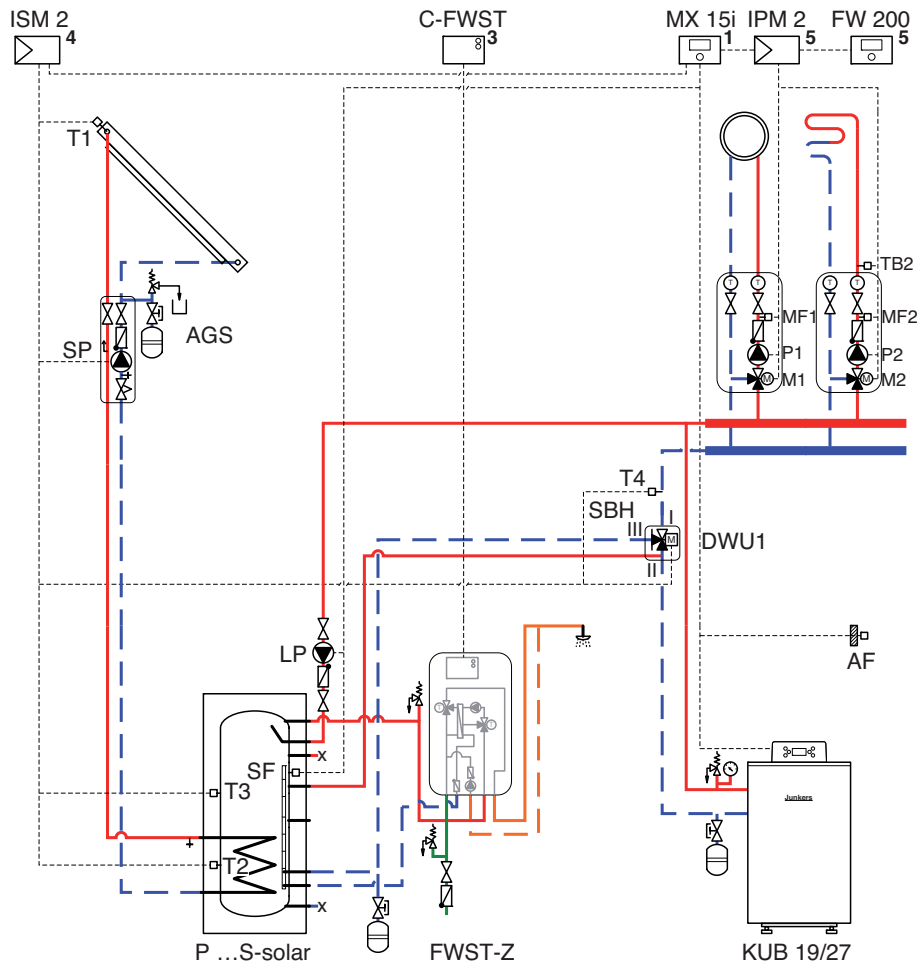 ISM 2 C-FWST MX 15i IPM 2 FW 200
4 3 1 5 5
T1
T T T T
TB2
AGS
MF1 MF2
SP
P1 P2
M M1 M M2
T4
SBH I
III M DWU1
II
LP
AF
T T
SF x
T3
Junkers
T2
x
P ...S-solar FWST-Z KUB 19/27